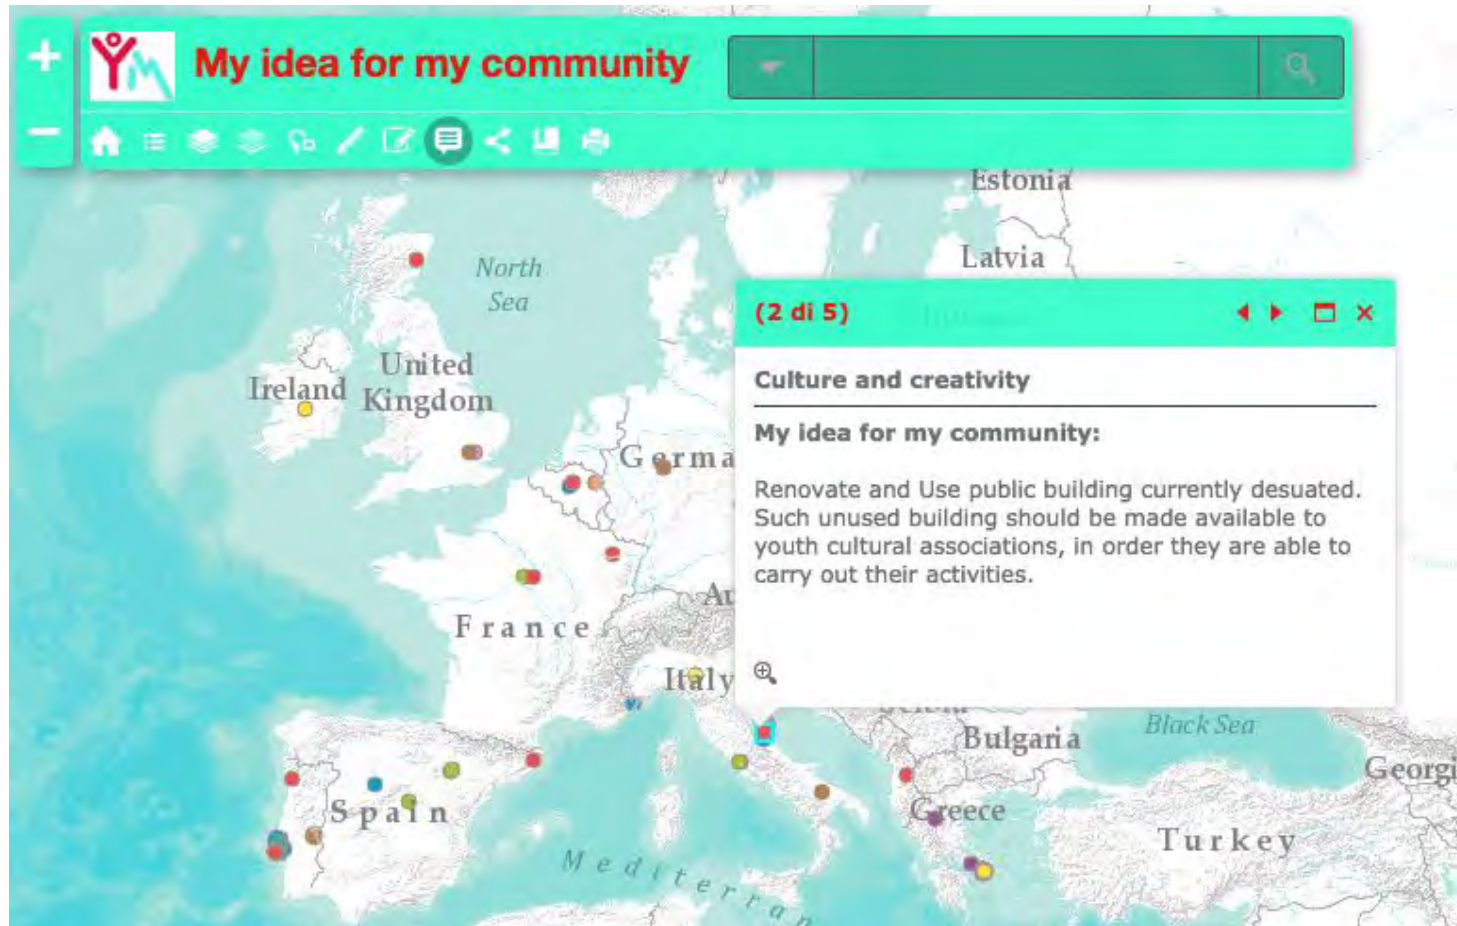 My idea for my community
Estonia
Latvia
North
Sea
United
Kingdom
Ireland
(2 di 5)
Culture and creativity
My idea for my community:
Renovate and Use public building currently desuated.
Such unused building should be made available to
youth cultural associations, in order they are able to
carry out their activities.
Germa
France
Au
Italy
Serbia
Bulgaria
Black Sea
Georgi
Spain
Greece
Turkey
Mediterran